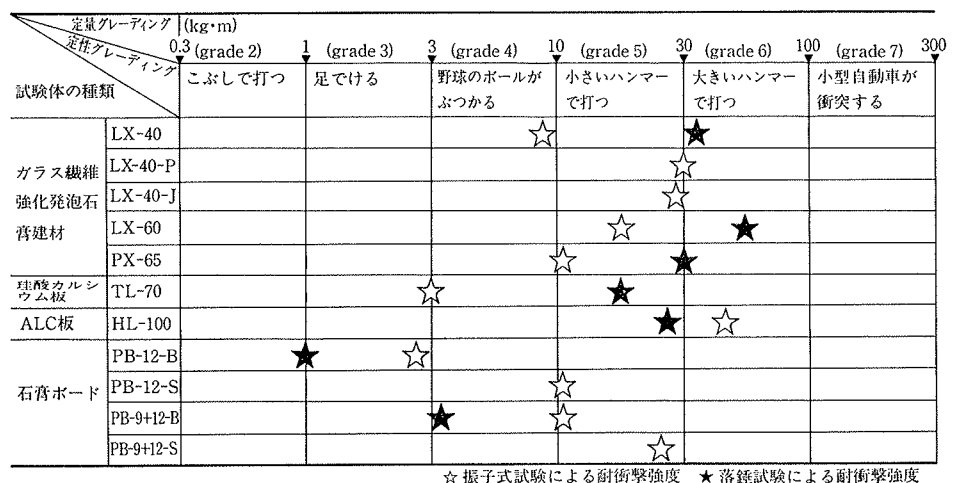 定量グレーディング (kg·m)
定性グレーディング
試験体の種類
0.3 (grade 2) 1 (grade 3) 3 (grade 4) 10 (grade 5) 30 (grade 6) 100 (grade 7) 300
こぶしで打つ
足でける
野球のボールが
ぶつかる
小さいハンマー
で打つ
大きいハンマー
で打つ
小型自動車が
衝突する
ガラス繊維
強化発泡石
膏建材
LX-40
LX-40-P
LX-40-J
LX-60
PX-65
珪酸カルシ
ウム板
TL-70
ALC板
HL-100
石膏ボード
PB-12-B
PB-12-S
PB-9+12-B
PB-9+12-S
☆振子式試験による耐衝撃強度 ★落錘試験による耐衝撃強度